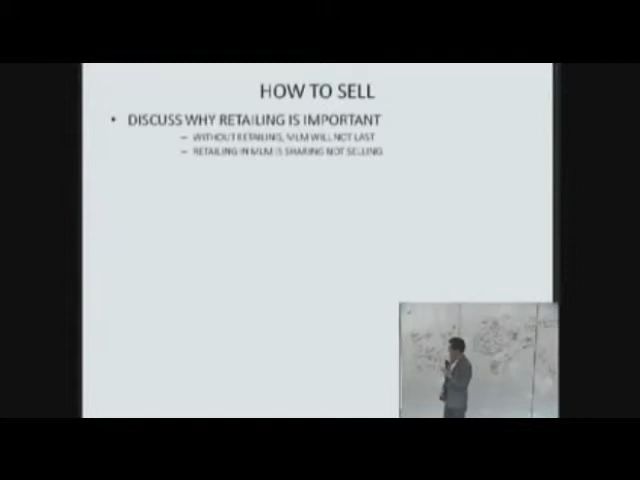 HOW TO SELL
• DISCUSS WHY RETAILING IS IMPORTANT
– WITHOUT RETAILING, MLM WILL NOT LAST
– RETAILING IN MLM IS SHARING NOT SELLING